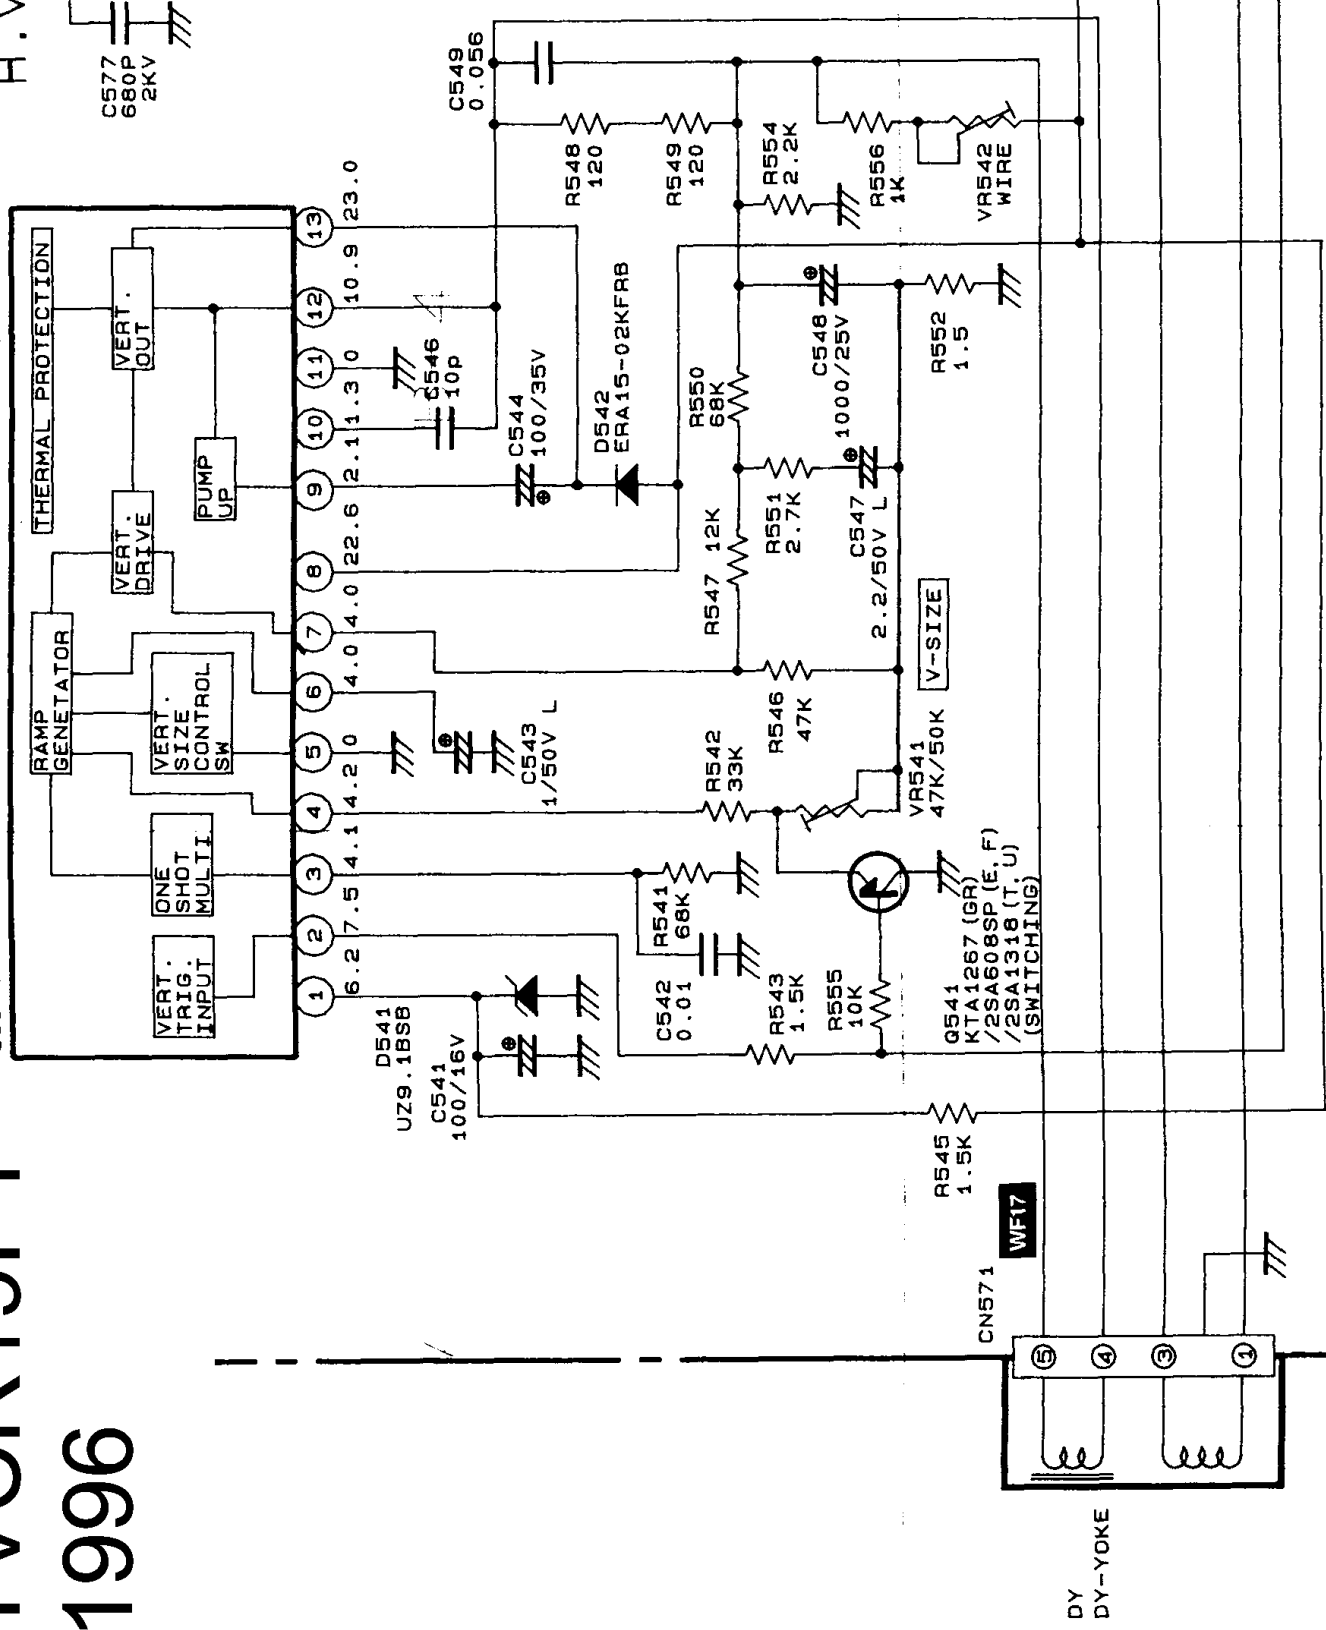 1996
H.V
C577
680P
2KV
THERMAL PROTECTION
VERT.
OUT
PUMP
UP
VERT.
DRIVE
RAMP
GENETATOR
VERT.
SIZE
CONTROL
SW
ONE
SHOT
MULTI
VERT.
TRIG.
INPUT
13 23.0
12 10.9
11 0
10 1.3
9 2.1
8 22.6
7 4.0
6 4.0
5 0
4 4.2
3 4.1
2 7.5
1 6.2
C549
0.056
R548
120
R549
120
R554
2.2K
R556
1K
VR542
WIRE
C546
10p
C544
100/35V
D542
ERA15-02KFRB
R550
68K
C548
1000/25V
R552
1.5
R547 12K
R551
2.7K
C547
2.2/50V L
C543
1/50V L
R542
33K
R546
47K
V-SIZE
VR541
47K/50K
R541
68K
C542
0.01
R543
1.5K
R555
10K
Q541
KTA1267(GR)
/2SA608SP(E,F)
/2SA1318(T,U)
(SWITCHING)
D541
UZ9.1BSB
C541
100/16V
R545
1.5K
WF17
CN571
5
4
3
1
DY
DY-YOKE